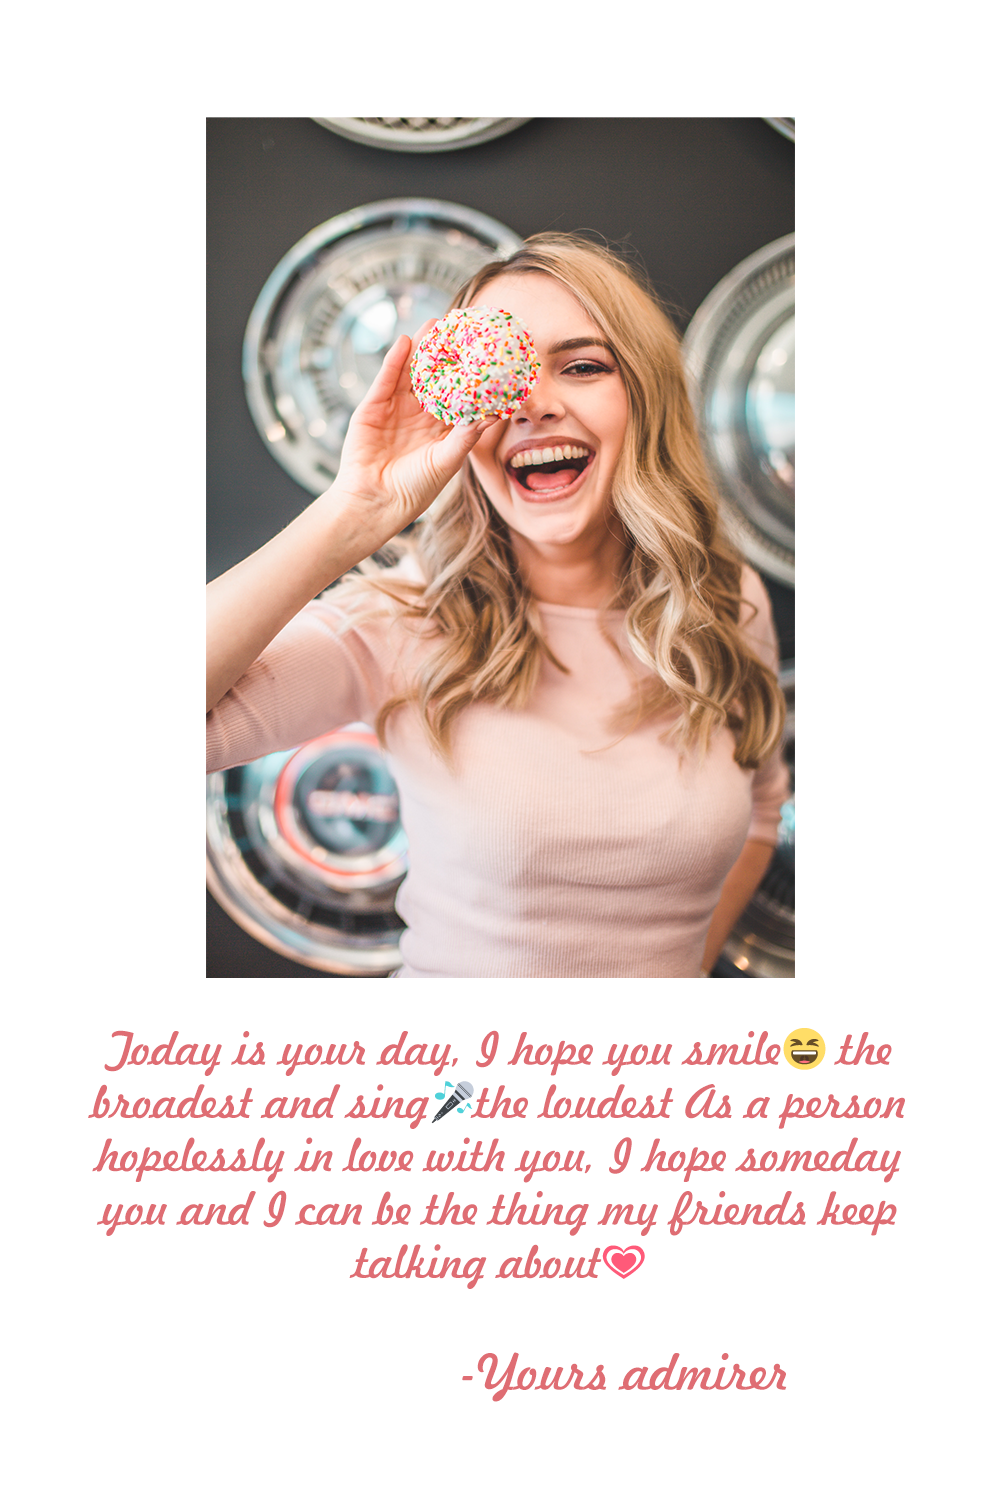 Today is your day, I hope you smile😆 the
broadest and sing🎤the loudest As a person
hopelessly in love with you, I hope someday
you and I can be the thing my friends keep
talking about💗
-Yours admirer